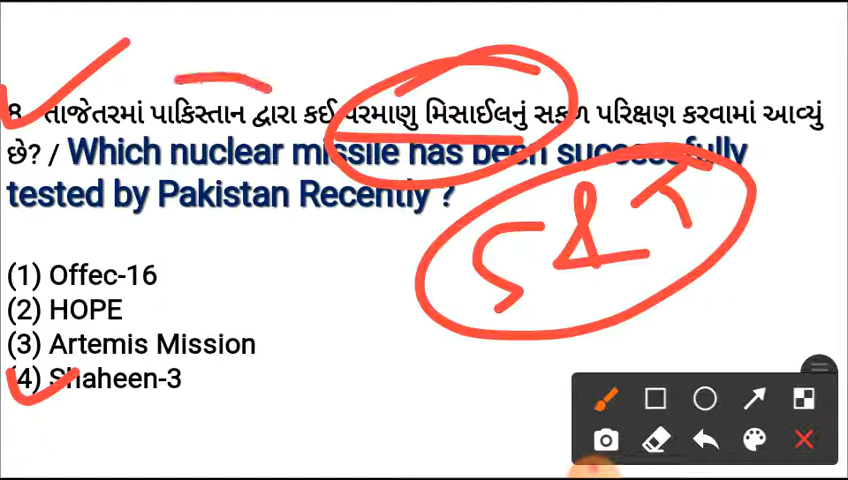 8. તાજેતરમાં પાકિસ્તાન દ્વારા કઈ પરમાણુ મિસાઈલનું સફળ પરિક્ષણ કરવામાં આવ્યું
છે? / Which nuclear missile has been successfully
tested by Pakistan Recently ?
S & T
(1) Offec-16
(2) HOPE
(3) Artemis Mission
(4) Shaheen-3